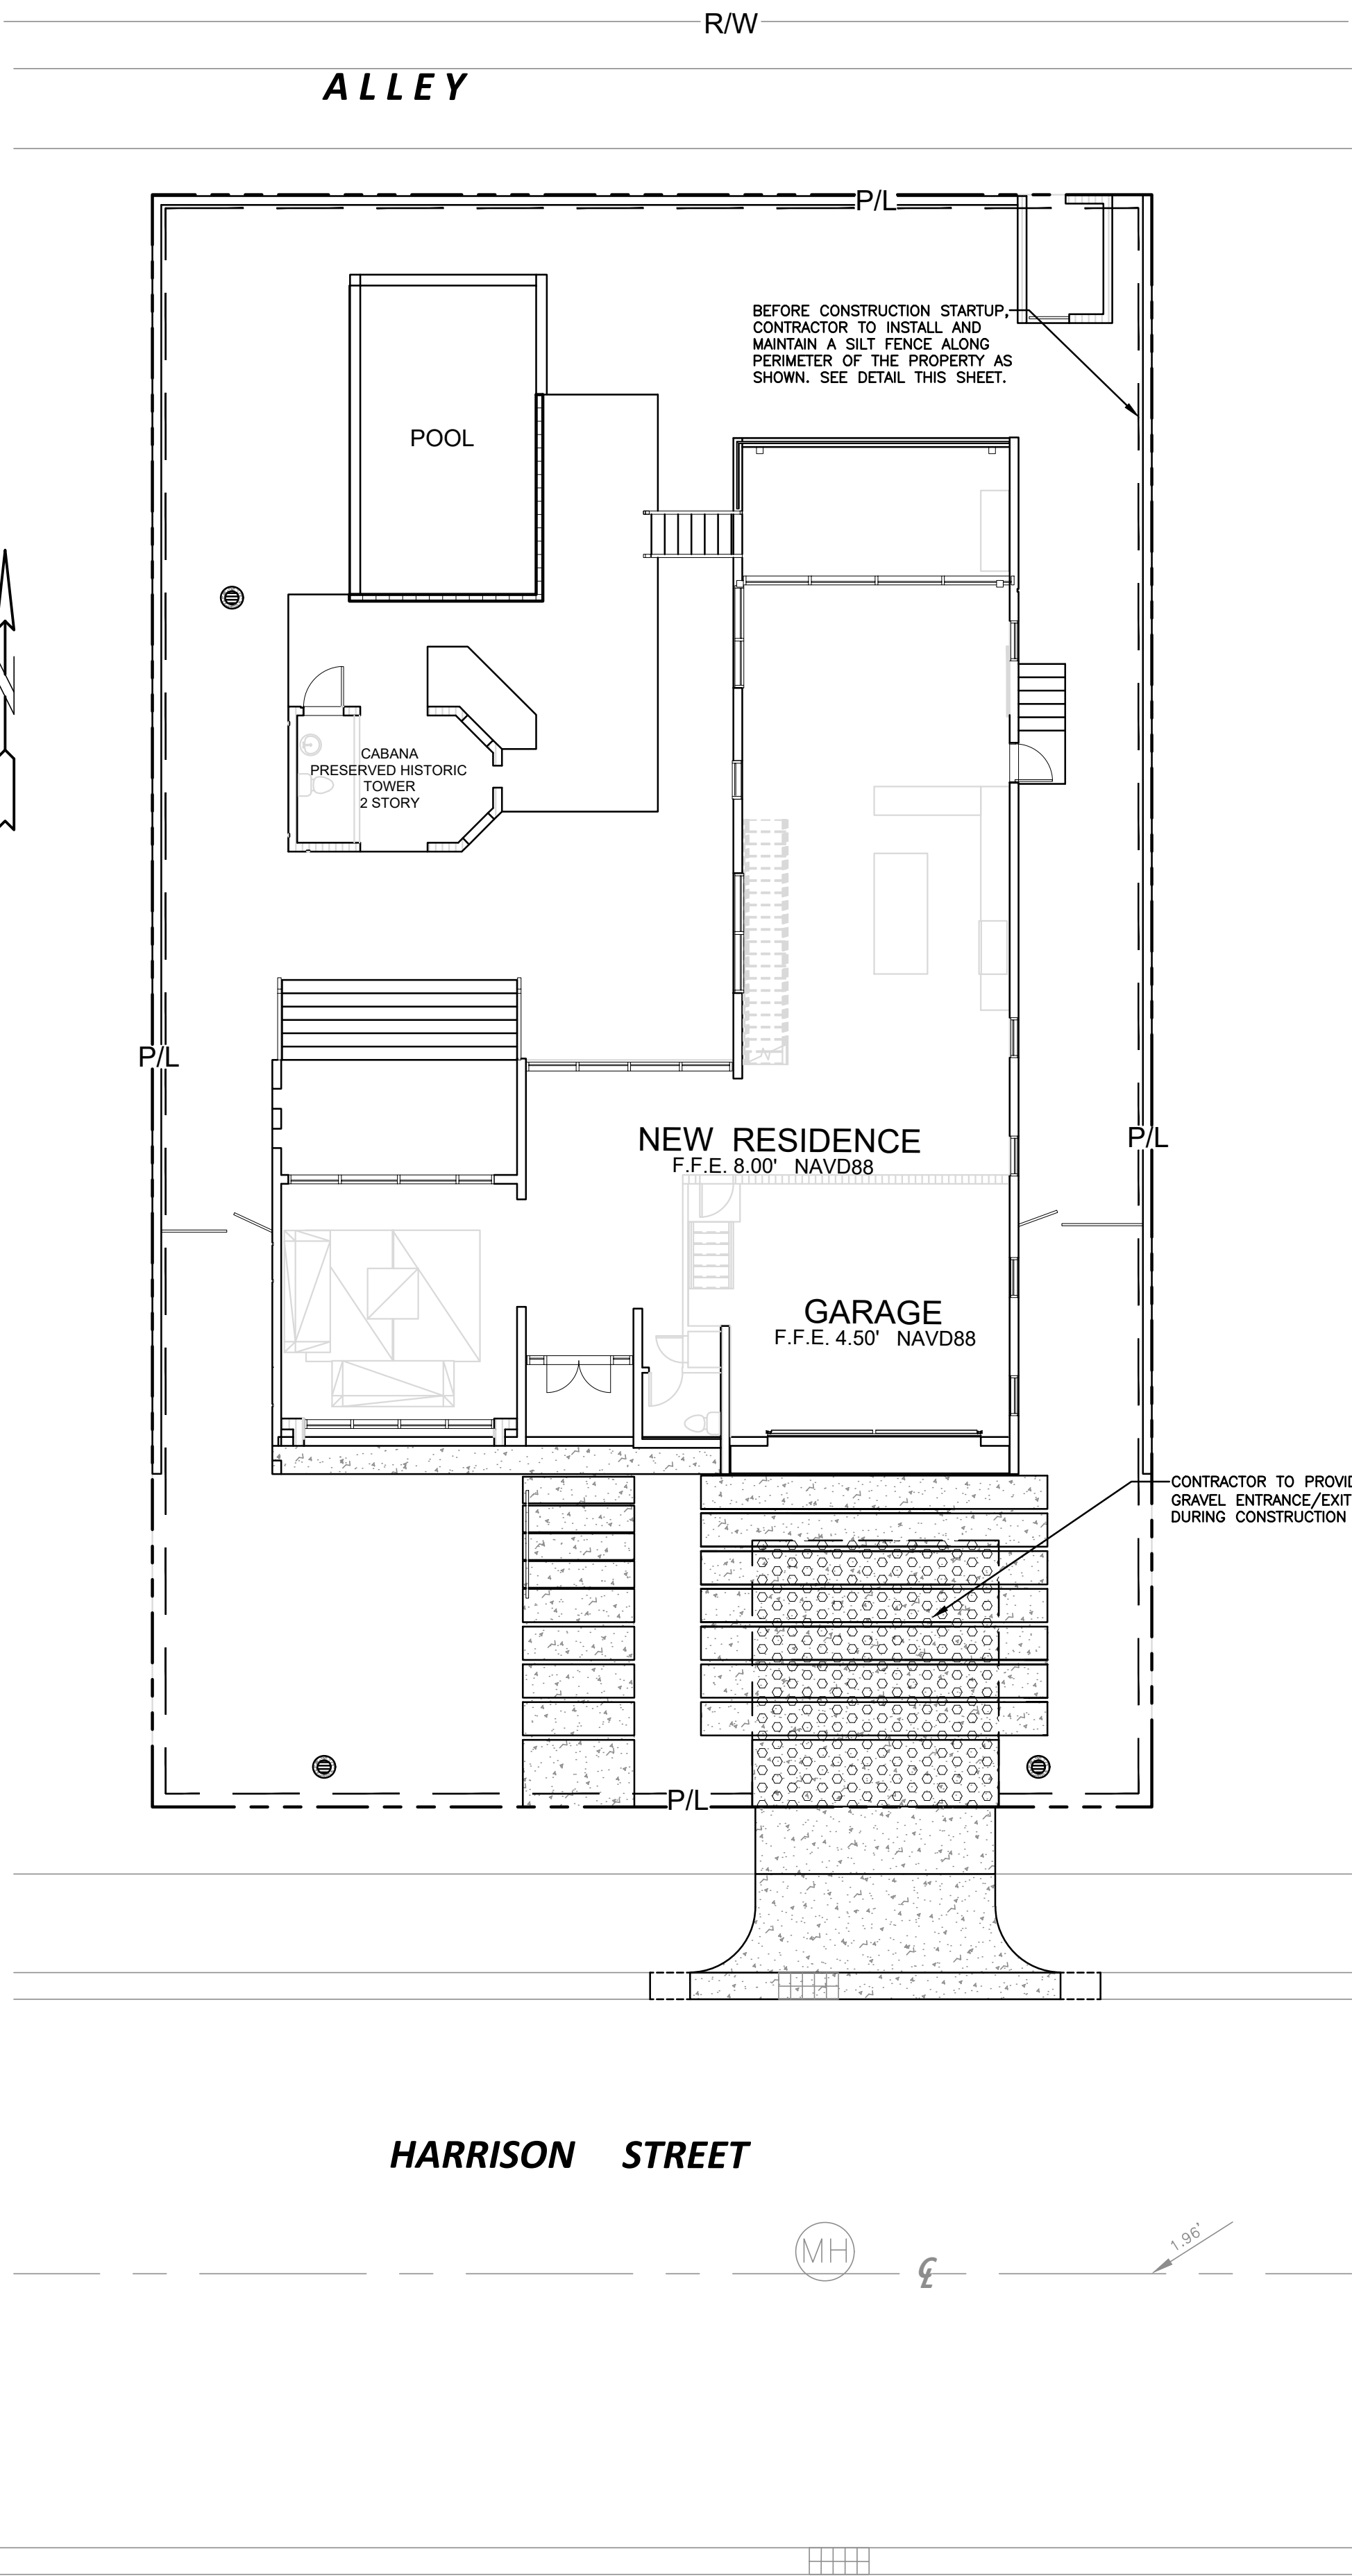 R/W
ALLEY
P/L
BEFORE CONSTRUCTION STARTUP,
CONTRACTOR TO INSTALL AND
MAINTAIN A SILT FENCE ALONG
PERIMETER OF THE PROPERTY AS
SHOWN. SEE DETAIL THIS SHEET.
POOL
CABANA
PRESERVED HISTORIC
TOWER
2 STORY
P/L
P/L
NEW RESIDENCE
F.F.E. 8.00' NAVD88
GARAGE
F.F.E. 4.50' NAVD88
CONTRACTOR TO PROVID
GRAVEL ENTRANCE/EXIT
DURING CONSTRUCTION
P/L
HARRISON STREET
MH
℄
1.96'